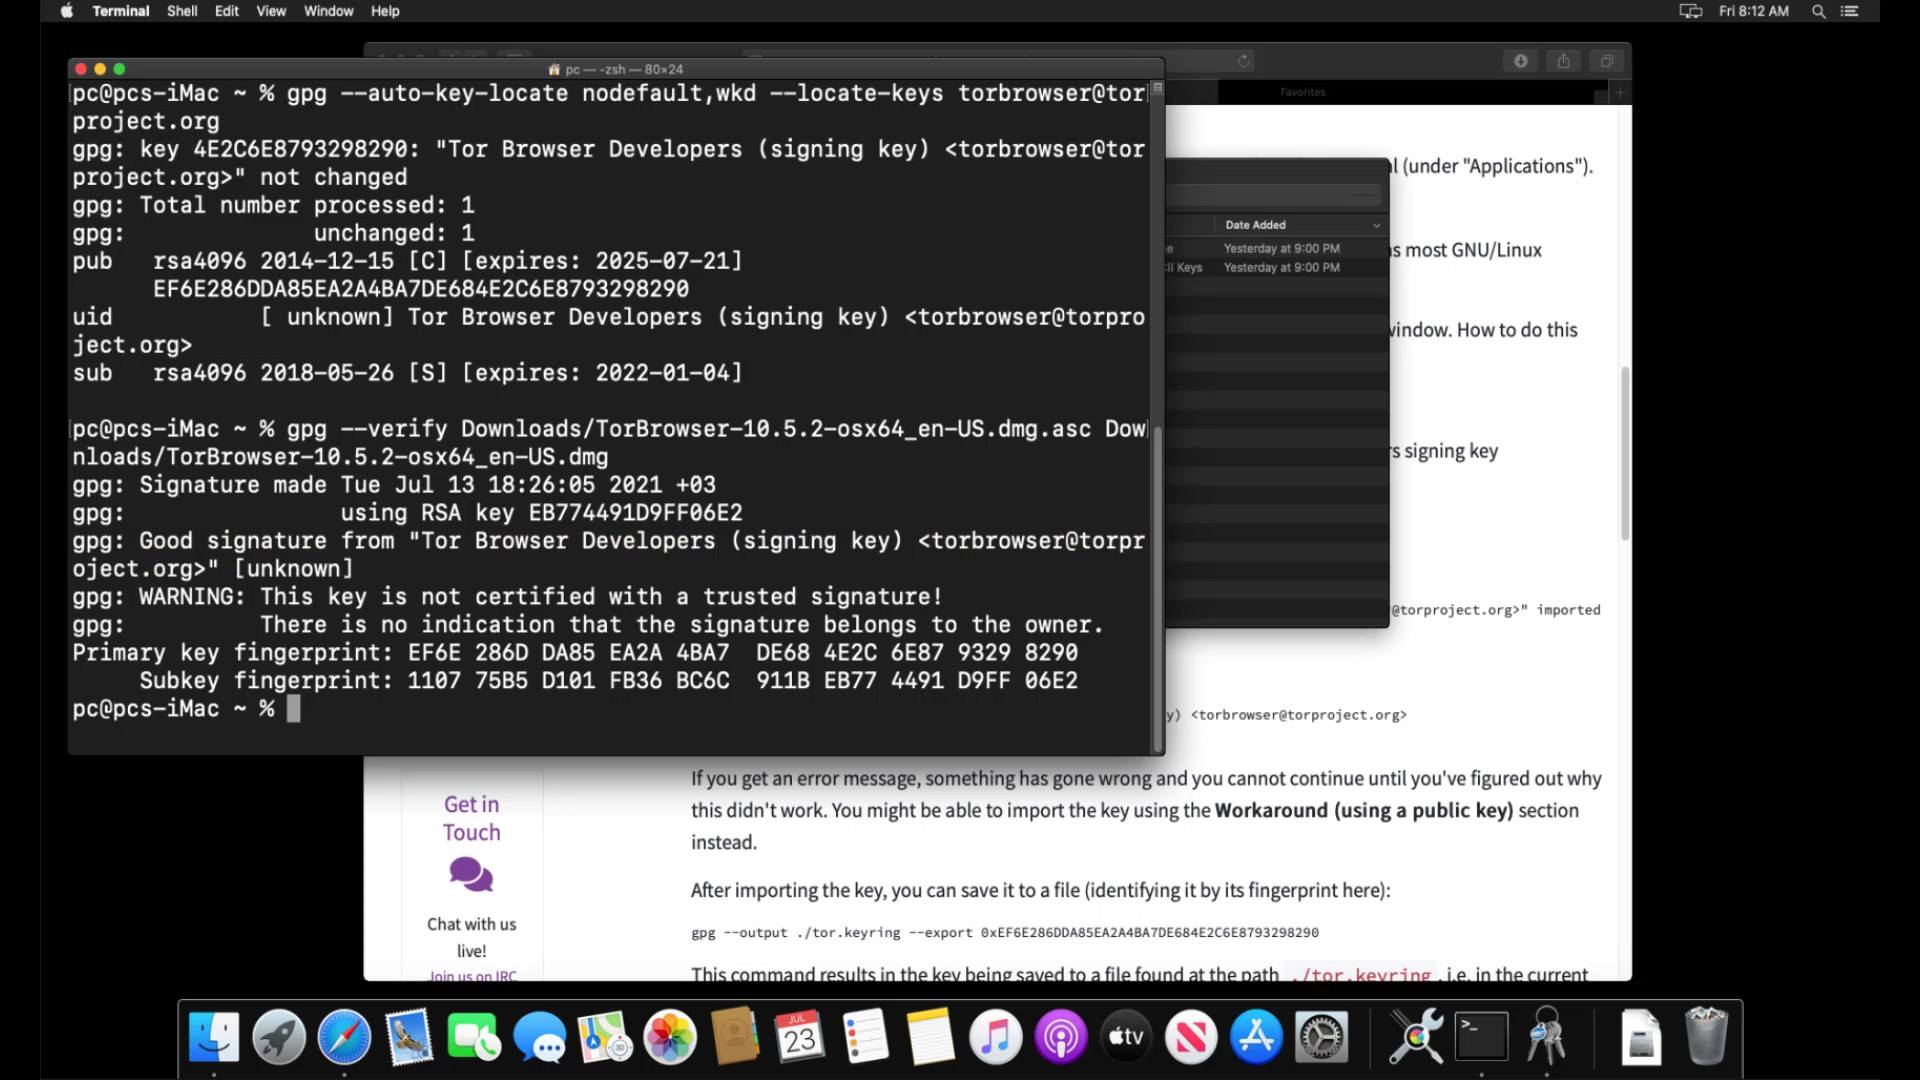 Terminal Shell Edit View Window Help
Fri 8:12 AM
pc — -zsh — 80×24
pc@pcs-iMac ~ % gpg --auto-key-locate nodefault,wkd --locate-keys torbrowser@tor
project.org
gpg: key 4E2C6E8793298290: "Tor Browser Developers (signing key) <torbrowser@tor
project.org>" not changed
gpg: Total number processed: 1
gpg:              unchanged: 1
pub   rsa4096 2014-12-15 [C] [expires: 2025-07-21]
      EF6E286DDA85EA2A4BA7DE684E2C6E8793298290
uid           [ unknown] Tor Browser Developers (signing key) <torbrowser@torpro
ject.org>
sub   rsa4096 2018-05-26 [S] [expires: 2022-01-04]
pc@pcs-iMac ~ % gpg --verify Downloads/TorBrowser-10.5.2-osx64_en-US.dmg.asc Dow
nloads/TorBrowser-10.5.2-osx64_en-US.dmg
gpg: Signature made Tue Jul 13 18:26:05 2021 +03
gpg:                using RSA key EB774491D9FF06E2
gpg: Good signature from "Tor Browser Developers (signing key) <torbrowser@torpr
oject.org>" [unknown]
gpg: WARNING: This key is not certified with a trusted signature!
gpg:          There is no indication that the signature belongs to the owner.
Primary key fingerprint: EF6E 286D DA85 EA2A 4BA7  DE68 4E2C 6E87 9329 8290
     Subkey fingerprint: 1107 75B5 D101 FB36 BC6C  911B EB77 4491 D9FF 06E2
pc@pcs-iMac ~ %
Favorites
(under "Applications").
Date Added
Yesterday at 9:00 PM
Keys Yesterday at 9:00 PM
most GNU/Linux
window. How to do this
signing key
@torproject.org>" imported
y) <torbrowser@torproject.org>
If you get an error message, something has gone wrong and you cannot continue until you've figured out why
this didn't work. You might be able to import the key using the Workaround (using a public key) section
instead.
After importing the key, you can save it to a file (identifying it by its fingerprint here):
gpg --output ./tor.keyring --export 0xEF6E286DDA85EA2A4BA7DE684E2C6E8793298290
This command results in the key being saved to a file found at the path ./tor.keyring, i.e. in the current
Get in
Touch
Chat with us
live!
Join us on IRC
JUL
23
tv